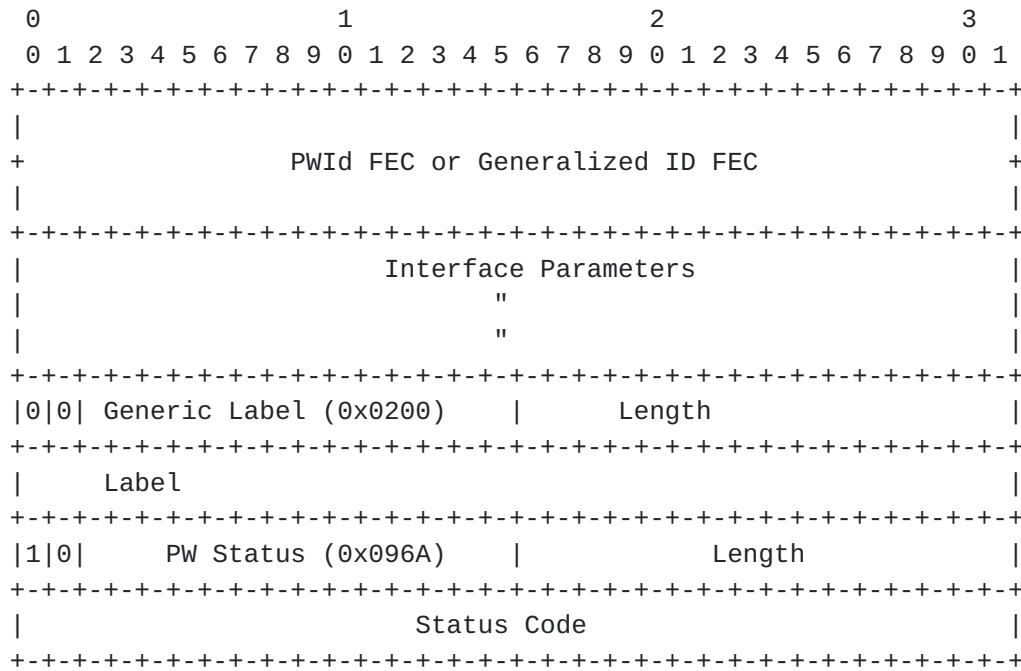 0                   1                   2                   3
 0 1 2 3 4 5 6 7 8 9 0 1 2 3 4 5 6 7 8 9 0 1 2 3 4 5 6 7 8 9 0 1
+-+-+-+-+-+-+-+-+-+-+-+-+-+-+-+-+-+-+-+-+-+-+-+-+-+-+-+-+-+-+-+-+
|                                                               |
+                 PWId FEC or Generalized ID FEC                +
|                                                               |
+-+-+-+-+-+-+-+-+-+-+-+-+-+-+-+-+-+-+-+-+-+-+-+-+-+-+-+-+-+-+-+-+
|                       Interface Parameters                    |
|                              "                                |
|                              "                                |
+-+-+-+-+-+-+-+-+-+-+-+-+-+-+-+-+-+-+-+-+-+-+-+-+-+-+-+-+-+-+-+-+
|0|0| Generic Label (0x0200)    |      Length                   |
+-+-+-+-+-+-+-+-+-+-+-+-+-+-+-+-+-+-+-+-+-+-+-+-+-+-+-+-+-+-+-+-+
|     Label                                                     |
+-+-+-+-+-+-+-+-+-+-+-+-+-+-+-+-+-+-+-+-+-+-+-+-+-+-+-+-+-+-+-+-+
|1|0|     PW Status (0x096A)    |            Length             |
+-+-+-+-+-+-+-+-+-+-+-+-+-+-+-+-+-+-+-+-+-+-+-+-+-+-+-+-+-+-+-+-+
|                         Status Code                           |
+-+-+-+-+-+-+-+-+-+-+-+-+-+-+-+-+-+-+-+-+-+-+-+-+-+-+-+-+-+-+-+-+